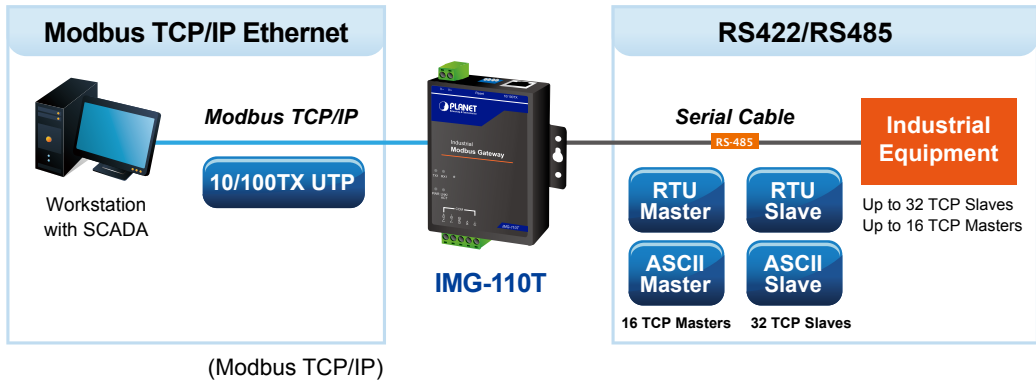 Modbus TCP/IP Ethernet
RS422/RS485
Modbus TCP/IP
10/100TX UTP
Workstation
with SCADA
PLANET
Industrial
Modbus Gateway
IMG-110T
IMG-110T
Serial Cable
RS-485
Industrial
Equipment
Up to 32 TCP Slaves
Up to 16 TCP Masters
RTU
Master
RTU
Slave
ASCII
Master
ASCII
Slave
16 TCP Masters
32 TCP Slaves
(Modbus TCP/IP)